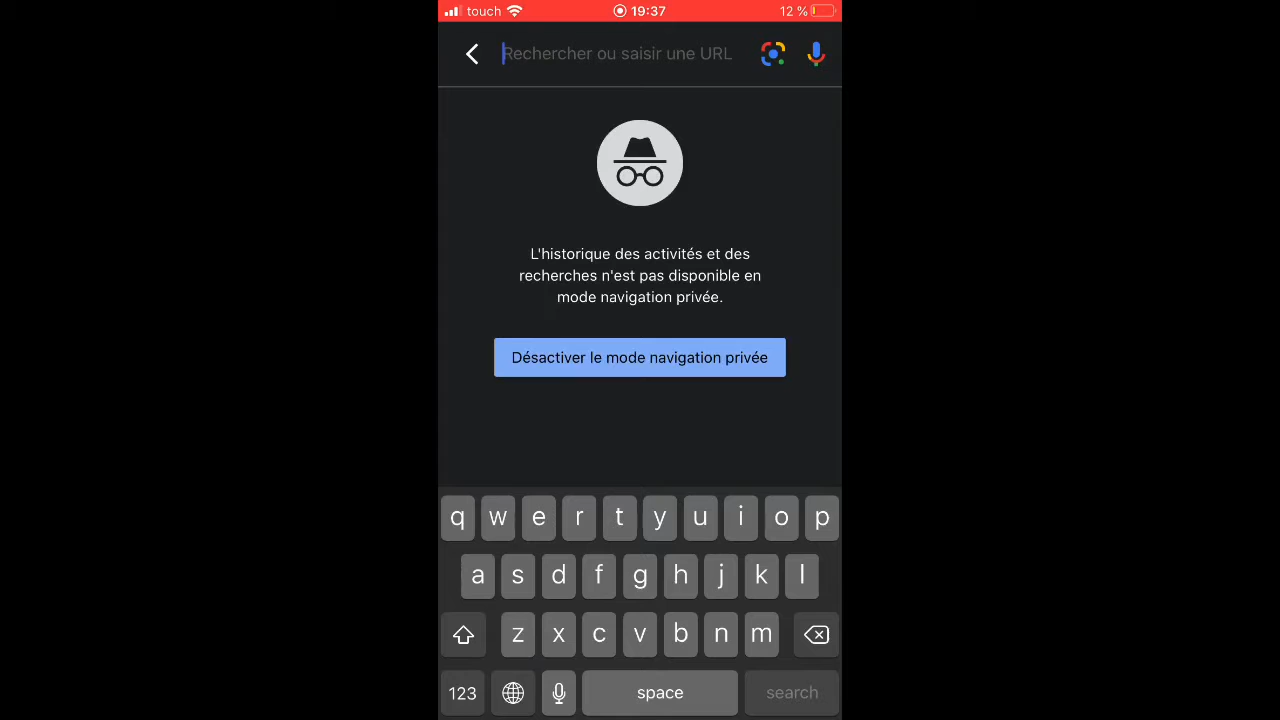 touch 19:37 12 %
Rechercher ou saisir une URL
L'historique des activités et des
recherches n'est pas disponible en
mode navigation privée.
Désactiver le mode navigation privée
q w e r t y u i o p
a s d f g h j k l
z x c v b n m
123 space search